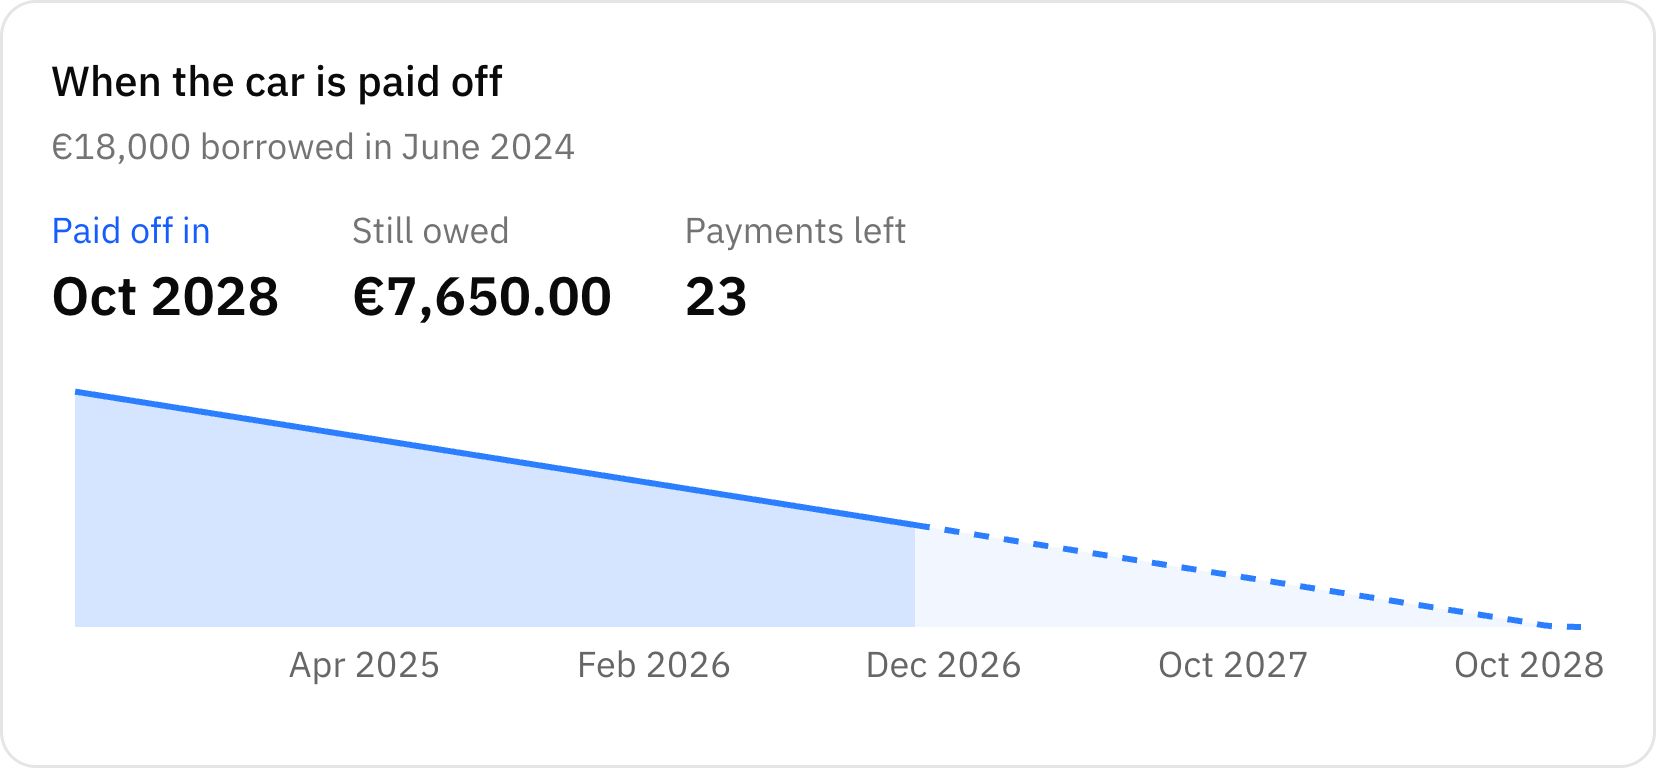 When the car is paid off
€18,000 borrowed in June 2024
Paid off in Still owed Payments left
Oct 2028 €7,650.00 23
Apr 2025 Feb 2026 Dec 2026 Oct 2027 Oct 2028